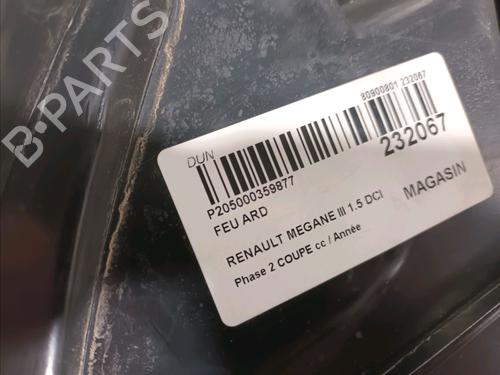 B-PARTS
DUN
80900801 232067
P205000359877
232067
FEU ARD
MAGASIN
RENAULT MEGANE III 1.5 DCI
Phase 2 COUPE cc / Année